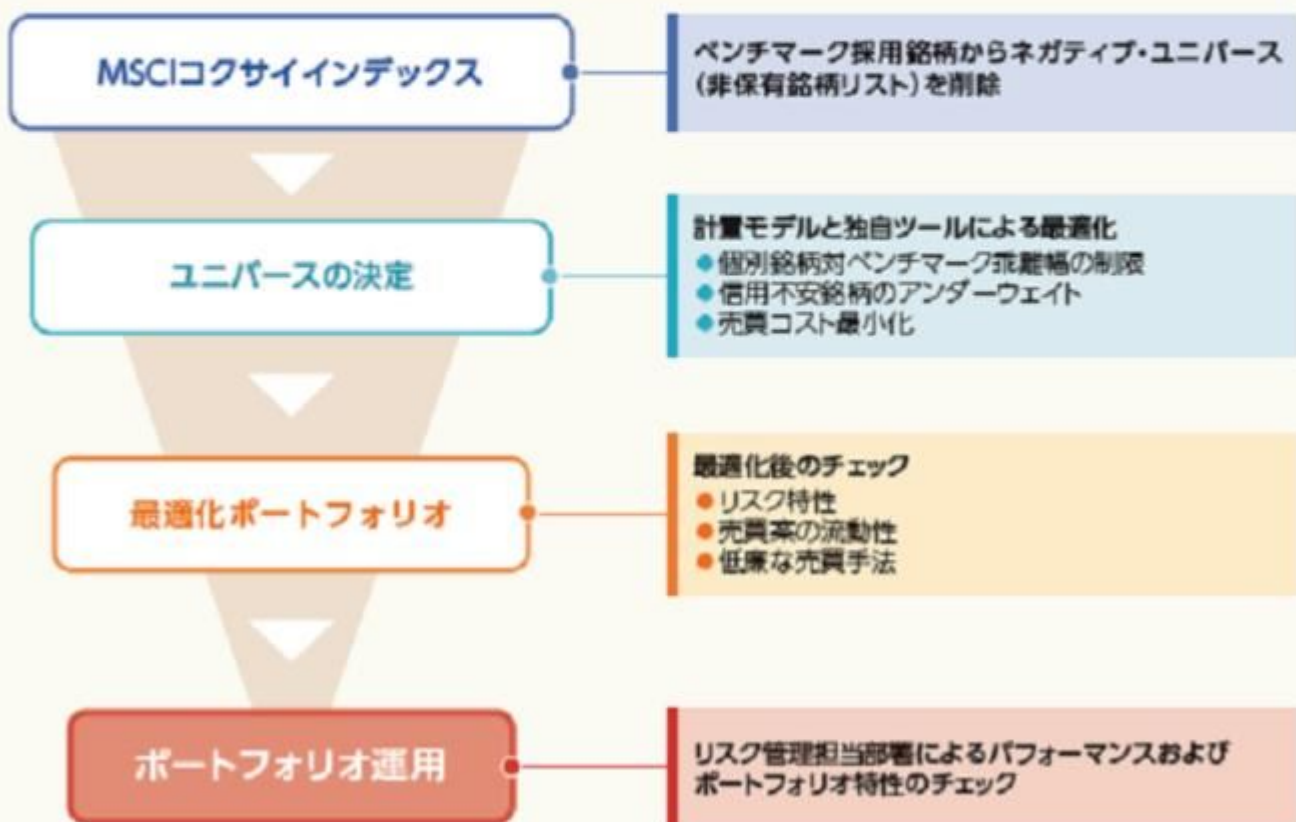 MSCIコクサイインデックス
ベンチマーク採用銘柄からネガティブ・ユニバース
(非保有銘柄リスト)を削除
ユニバースの決定
計量モデルと独自ツールによる最適化
●個別銘柄対ベンチマーク乖離幅の制限
●信用不安銘柄のアンダーウェイト
●売買コスト最小化
最適化ポートフォリオ
最適化後のチェック
●リスク特性
●売買案の流動性
●低廉な売買手法
ポートフォリオ運用
リスク管理担当部署によるパフォーマンスおよび
ポートフォリオ特性のチェック